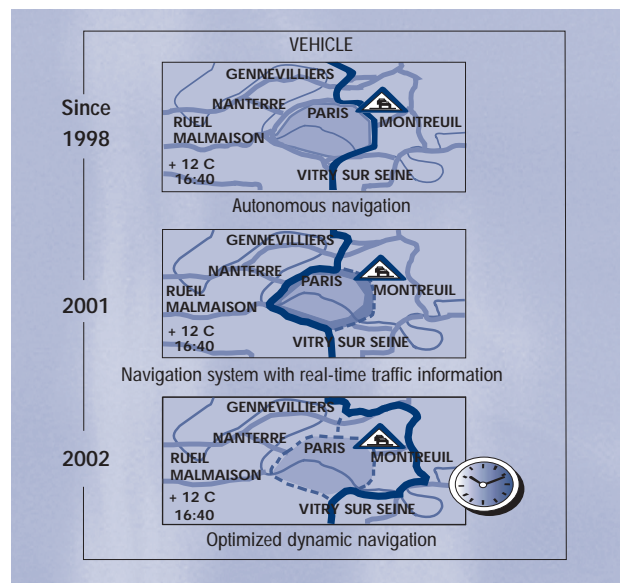 VEHICLE
Since
1998
GENNEVILLIERS
NANTERRE
PARIS
RUEIL
MALMAISON
MONTREUIL
+ 12 C
16:40
VITRY SUR SEINE
Autonomous navigation
2001
GENNEVILLIERS
NANTERRE
PARIS
RUEIL
MALMAISON
MONTREUIL
+ 12 C
16:40
VITRY SUR SEINE
Navigation system with real-time traffic information
2002
GENNEVILLIERS
NANTERRE
PARIS
RUEIL
MALMAISON
MONTREUIL
+ 12 C
16:40
VITRY SUR SEINE
Optimized dynamic navigation